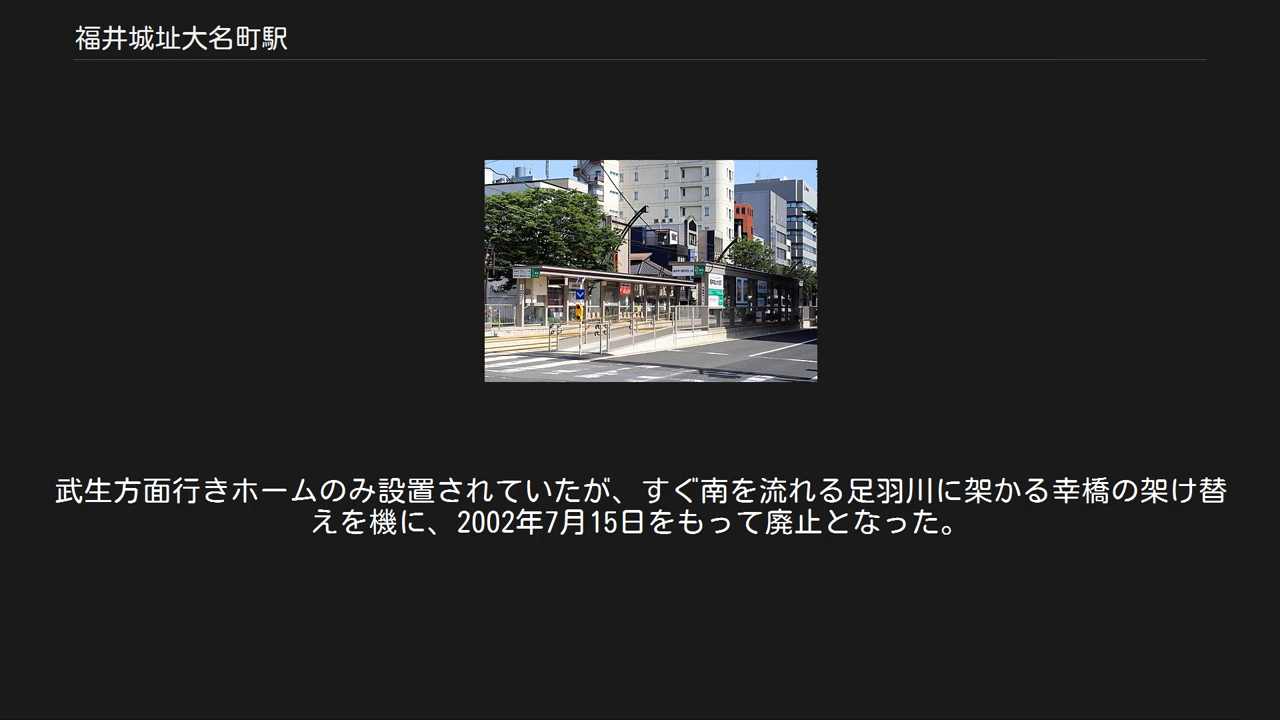 福井城址大名町駅
武生方面行きホームのみ設置されていたが、すぐ南を流れる足羽川に架かる幸橋の架け替
えを機に、2002年7月15日をもって廃止となった。